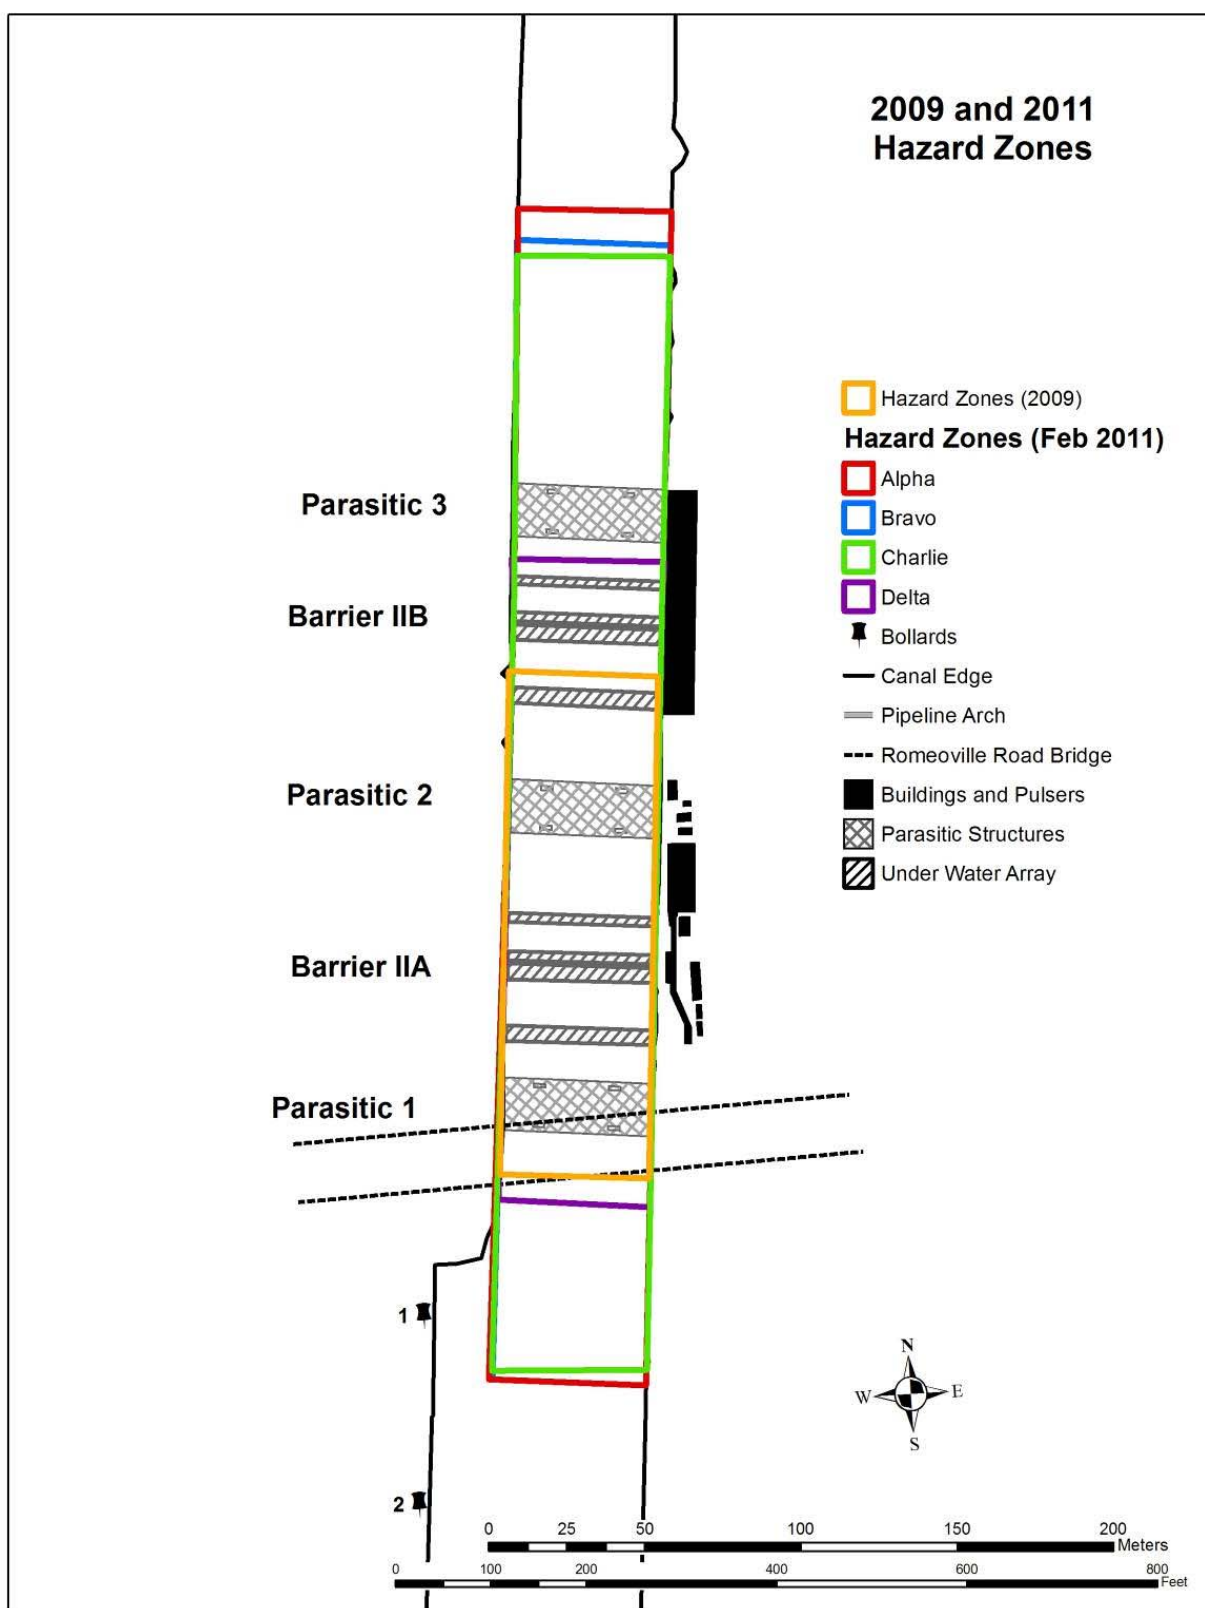 2009 and 2011
Hazard Zones
Hazard Zones (2009)
Hazard Zones (Feb 2011)
Alpha
Bravo
Charlie
Delta
Bollards
Canal Edge
Pipeline Arch
Romeoville Road Bridge
Buildings and Pulsers
Parasitic Structures
Under Water Array
Parasitic 3
Barrier IIB
Parasitic 2
Barrier IIA
Parasitic 1
1
2
N
W E
S
0 25 50 100 150 200
Meters
0 100 200 400 600 800
Feet